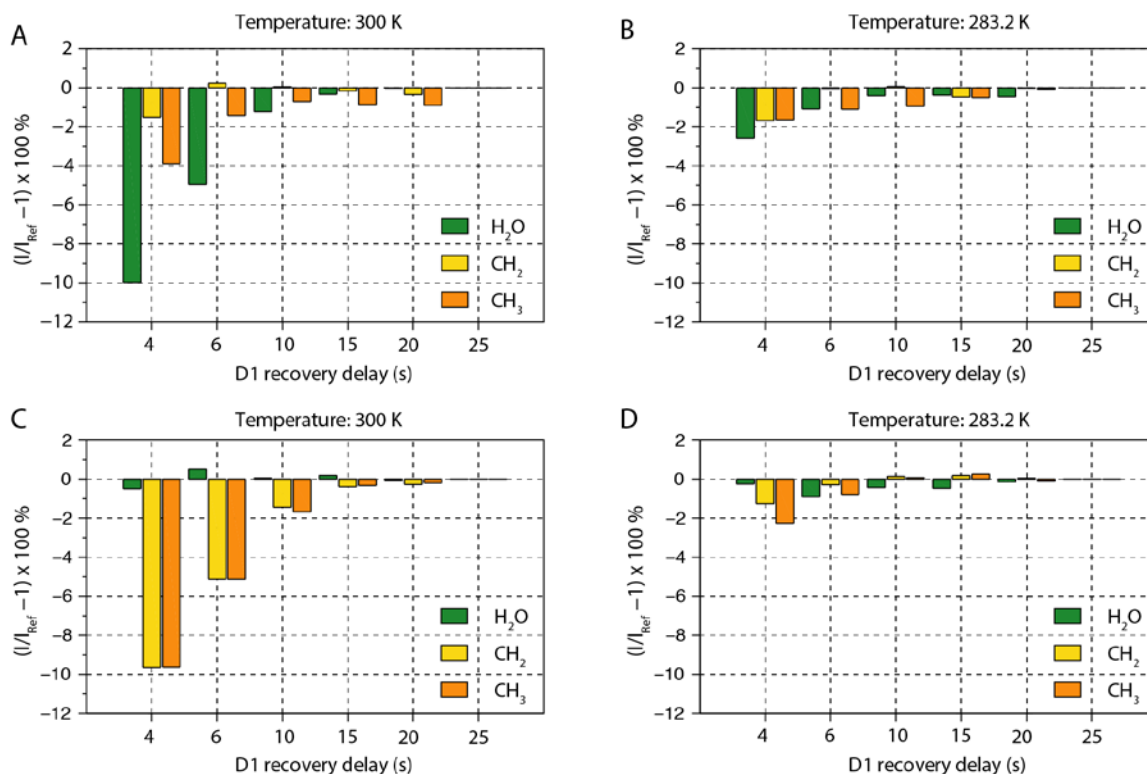 A
Temperature: 300 K
2
0
−2
−4
−6
−8
−10
−12
(I/I_Ref −1) x 100 %
H₂O
CH₂
CH₃
4 6 10 15 20 25
D1 recovery delay (s)
B
Temperature: 283.2 K
2
0
−2
−4
−6
−8
−10
−12
(I/I_Ref −1) x 100 %
H₂O
CH₂
CH₃
4 6 10 15 20 25
D1 recovery delay (s)
C
Temperature: 300 K
2
0
−2
−4
−6
−8
−10
−12
(I/I_Ref −1) x 100 %
H₂O
CH₂
CH₃
4 6 10 15 20 25
D1 recovery delay (s)
D
Temperature: 283.2 K
2
0
−2
−4
−6
−8
−10
−12
(I/I_Ref −1) x 100 %
H₂O
CH₂
CH₃
4 6 10 15 20 25
D1 recovery delay (s)